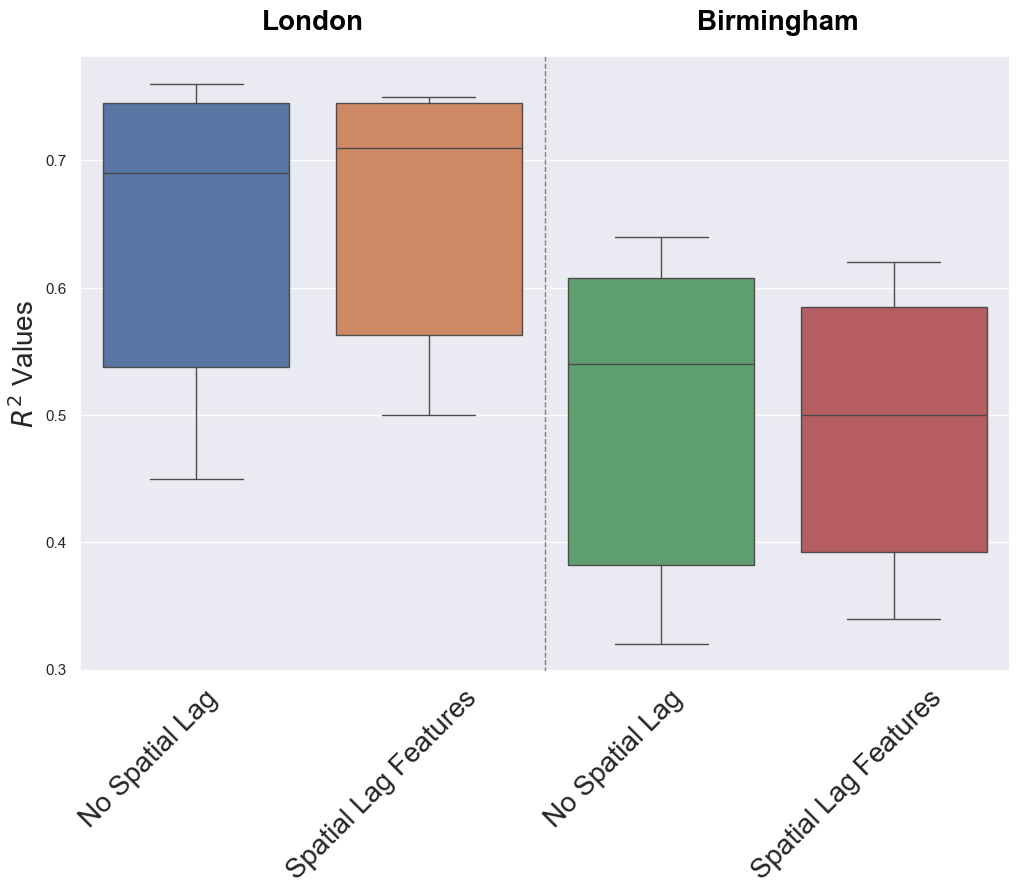 London
Birmingham
0.7
0.6
0.5
0.4
0.3
R² Values
No Spatial Lag
Spatial Lag Features
No Spatial Lag
Spatial Lag Features